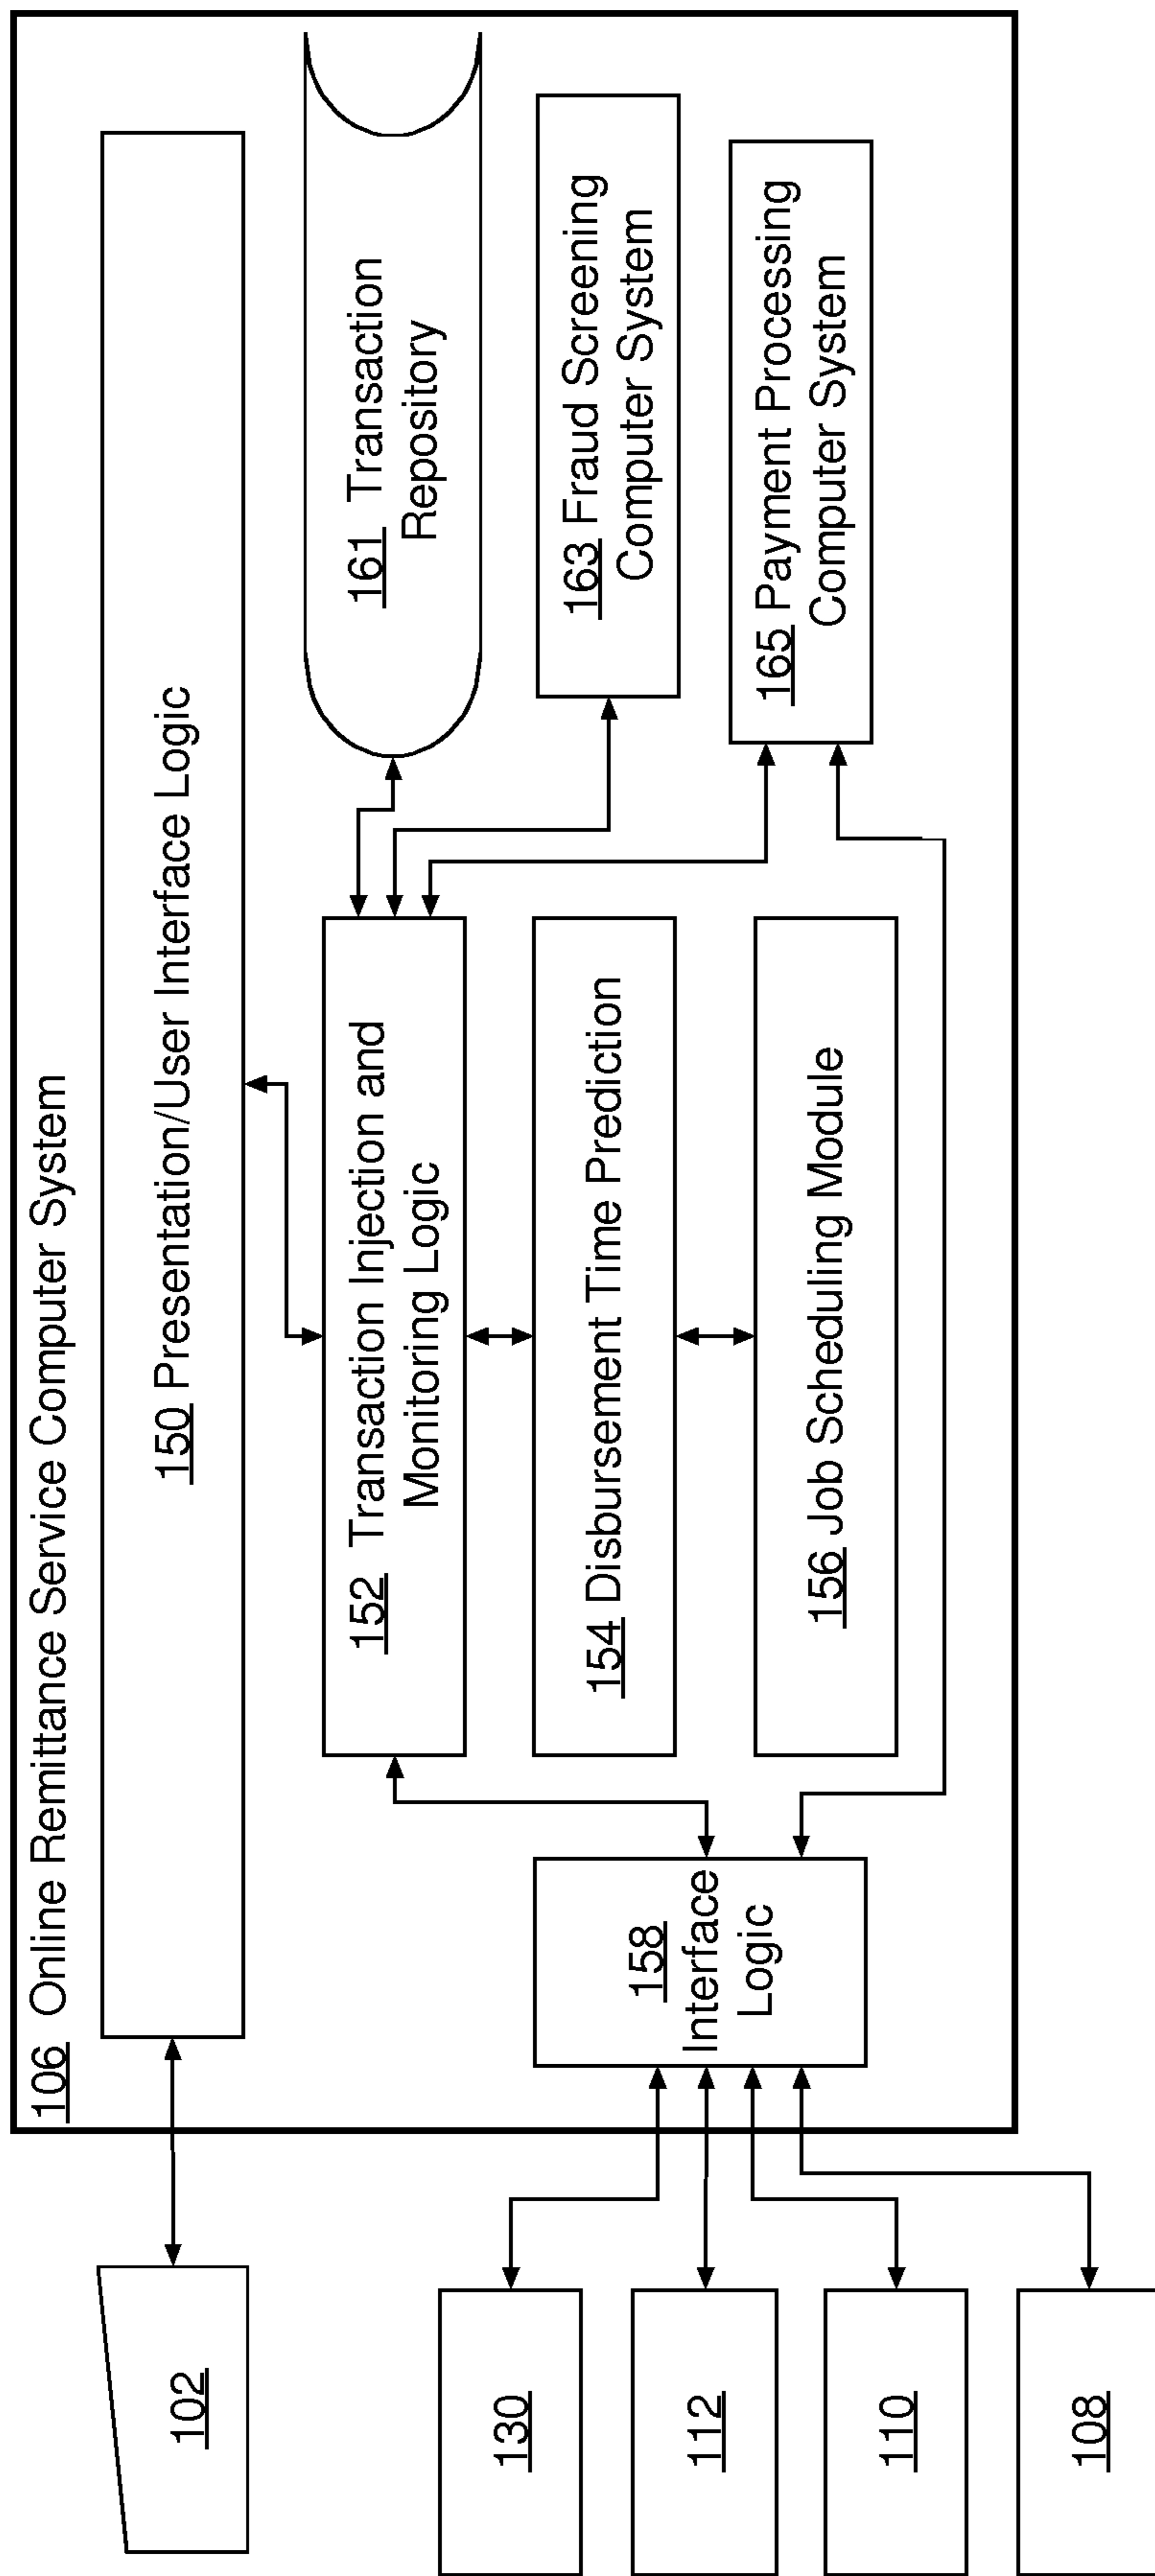 106 Online Remittance Service Computer System
102
150 Presentation/User Interface Logic
152 Transaction Injection and
Monitoring Logic
161 Transaction
Repository
130
158
Interface
Logic
154 Disbursement Time Prediction
163 Fraud Screening
Computer System
112
110
156 Job Scheduling Module
165 Payment Processing
Computer System
108